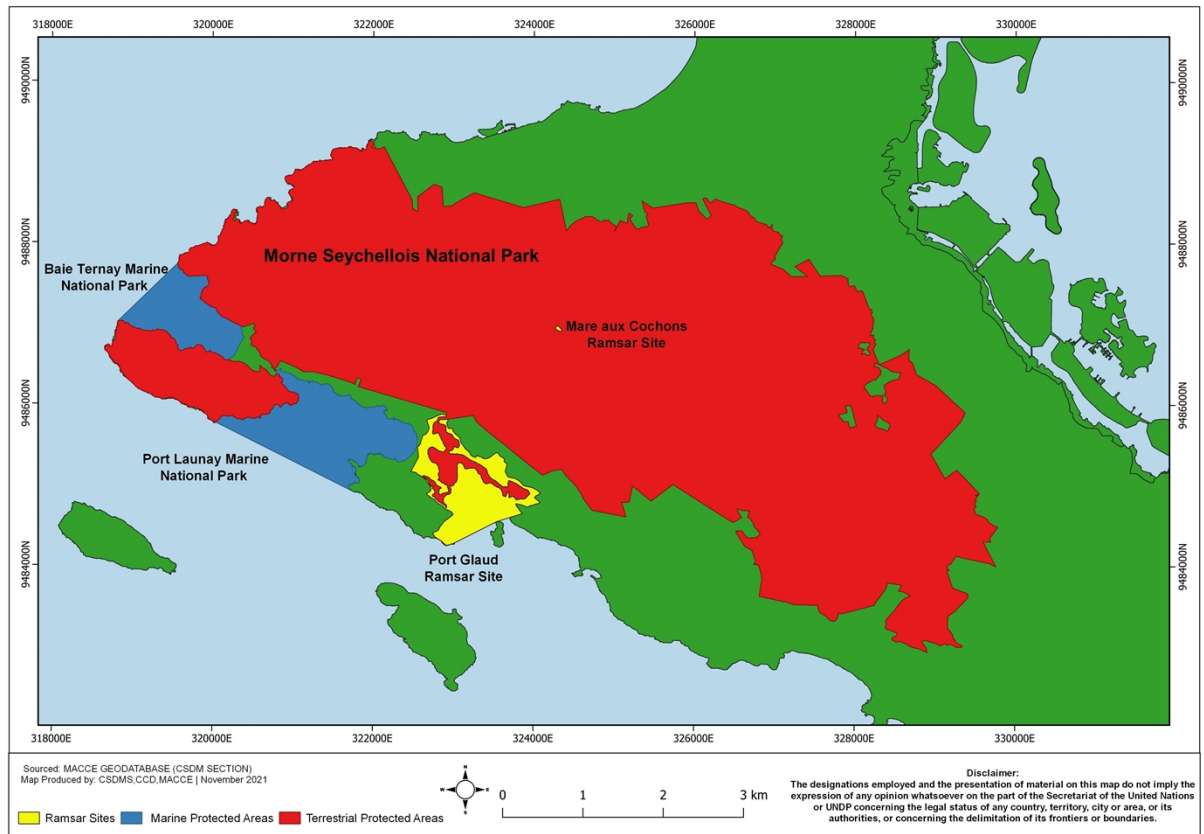 318000E 320000E 322000E 324000E 326000E 328000E 330000E
9490000N
9490000N
9488000N
9488000N
9486000N
9486000N
9484000N
9484000N
Morne Seychellois National Park
Baie Ternay Marine
National Park
Mare aux Cochons
Ramsar Site
Port Launay Marine
National Park
Port Glaud
Ramsar Site
318000E 320000E 322000E 324000E 326000E 328000E 330000E
Sourced: MACCE GEODATABASE (CSDM SECTION)
Map Produced by: CSDMS,CCD,MACCE | November 2021
N
W E
S
0 1 2 3 km
Disclaimer:
The designations employed and the presentation of material on this map do not imply the
expression of any opinion whatsoever on the part of the Secretariat of the United Nations
or UNDP concerning the legal status of any country, territory, city or area, or its
authorities, or concerning the delimitation of its frontiers or boundaries.
Ramsar Sites Marine Protected Areas Terrestrial Protected Areas